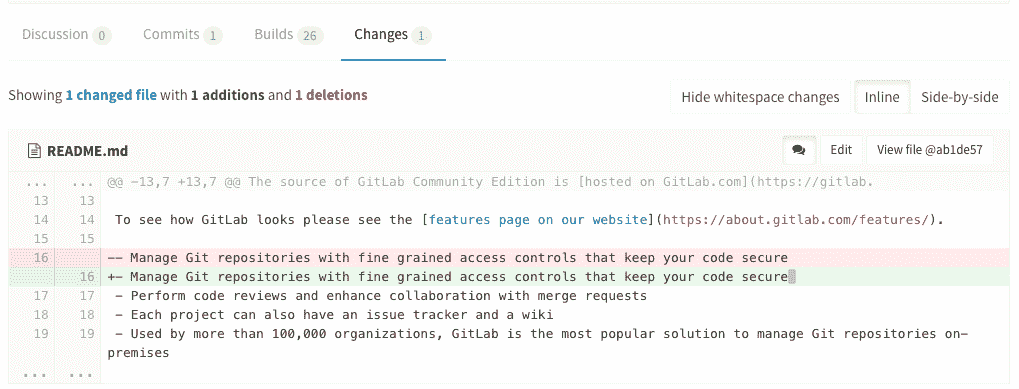 Discussion 0 Commits 1 Builds 26 Changes 1
Showing 1 changed file with 1 additions and 1 deletions Hide whitespace changes Inline Side-by-side
README.md Edit View file @ab1de57
... ... @@ -13,7 +13,7 @@ The source of GitLab Community Edition is [hosted on GitLab.com](https://gitlab.
13 13
14 14 To see how GitLab looks please see the [features page on our website](https://about.gitlab.com/features/).
15 15
16 -- Manage Git repositories with fine grained access controls that keep your code secure
16 +- Manage Git repositories with fine grained access controls that keep your code secure
17 17 - Perform code reviews and enhance collaboration with merge requests
18 18 - Each project can also have an issue tracker and a wiki
19 19 - Used by more than 100,000 organizations, GitLab is the most popular solution to manage Git repositories on-
premises
... ...